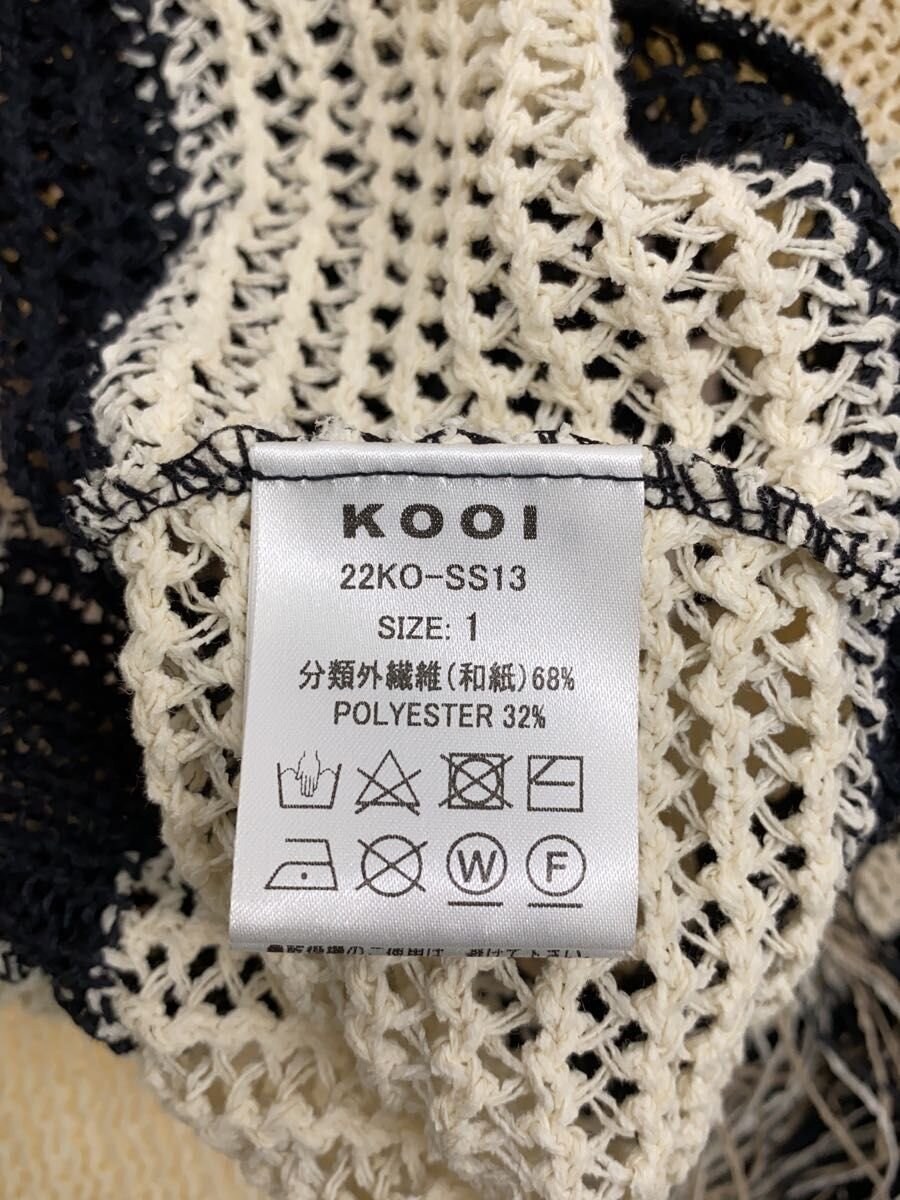 KOOI
22KO-SS13
SIZE: 1
分類外繊維(和紙)68%
POLYESTER 32%
W F